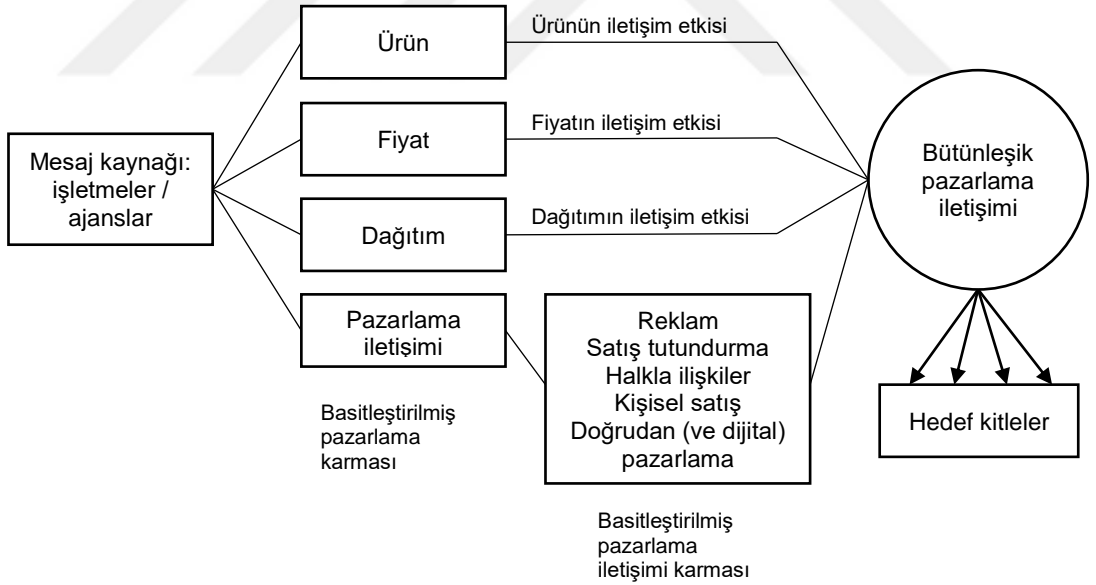 Mesaj kaynağı:
işletmeler /
ajanslar
Ürün
Ürünün iletişim etkisi
Fiyat
Fiyatın iletişim etkisi
Dağıtım
Dağıtımın iletişim etkisi
Pazarlama
iletişimi
Basitleştirilmiş
pazarlama
karması
Reklam
Satış tutundurma
Halkla ilişkiler
Kişisel satış
Doğrudan (ve dijital)
pazarlama
Basitleştirilmiş
pazarlama
iletişimi karması
Bütünleşik
pazarlama
iletişimi
Hedef kitleler